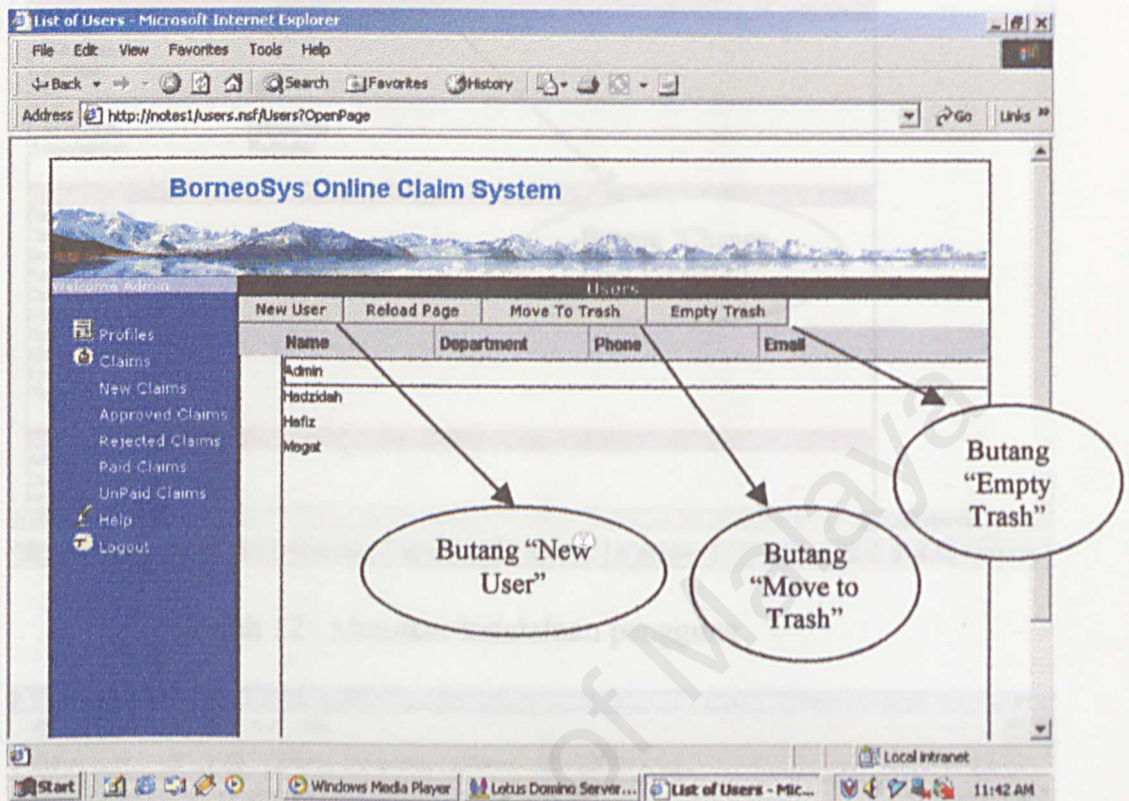 List of Users - Microsoft Internet Explorer
File Edit View Favorites Tools Help
Back Search Favorites History
Address http://notes1/users.nsf/Users?OpenPage Go Links »
BorneoSys Online Claim System
Welcome Admin
Users
New User Reload Page Move To Trash Empty Trash
Name Department Phone Email
Profiles
Claims
New Claims
Approved Claims
Rejected Claims
Paid Claims
UnPaid Claims
Help
Logout
Admin
Hadzidah
Hafiz
Megat
Butang "New
User"
Butang
"Move to
Trash"
Butang
"Empty
Trash"
of Malaya
Local intranet
Start Windows Media Player Lotus Domino Server... List of Users - Mic... 11:42 AM